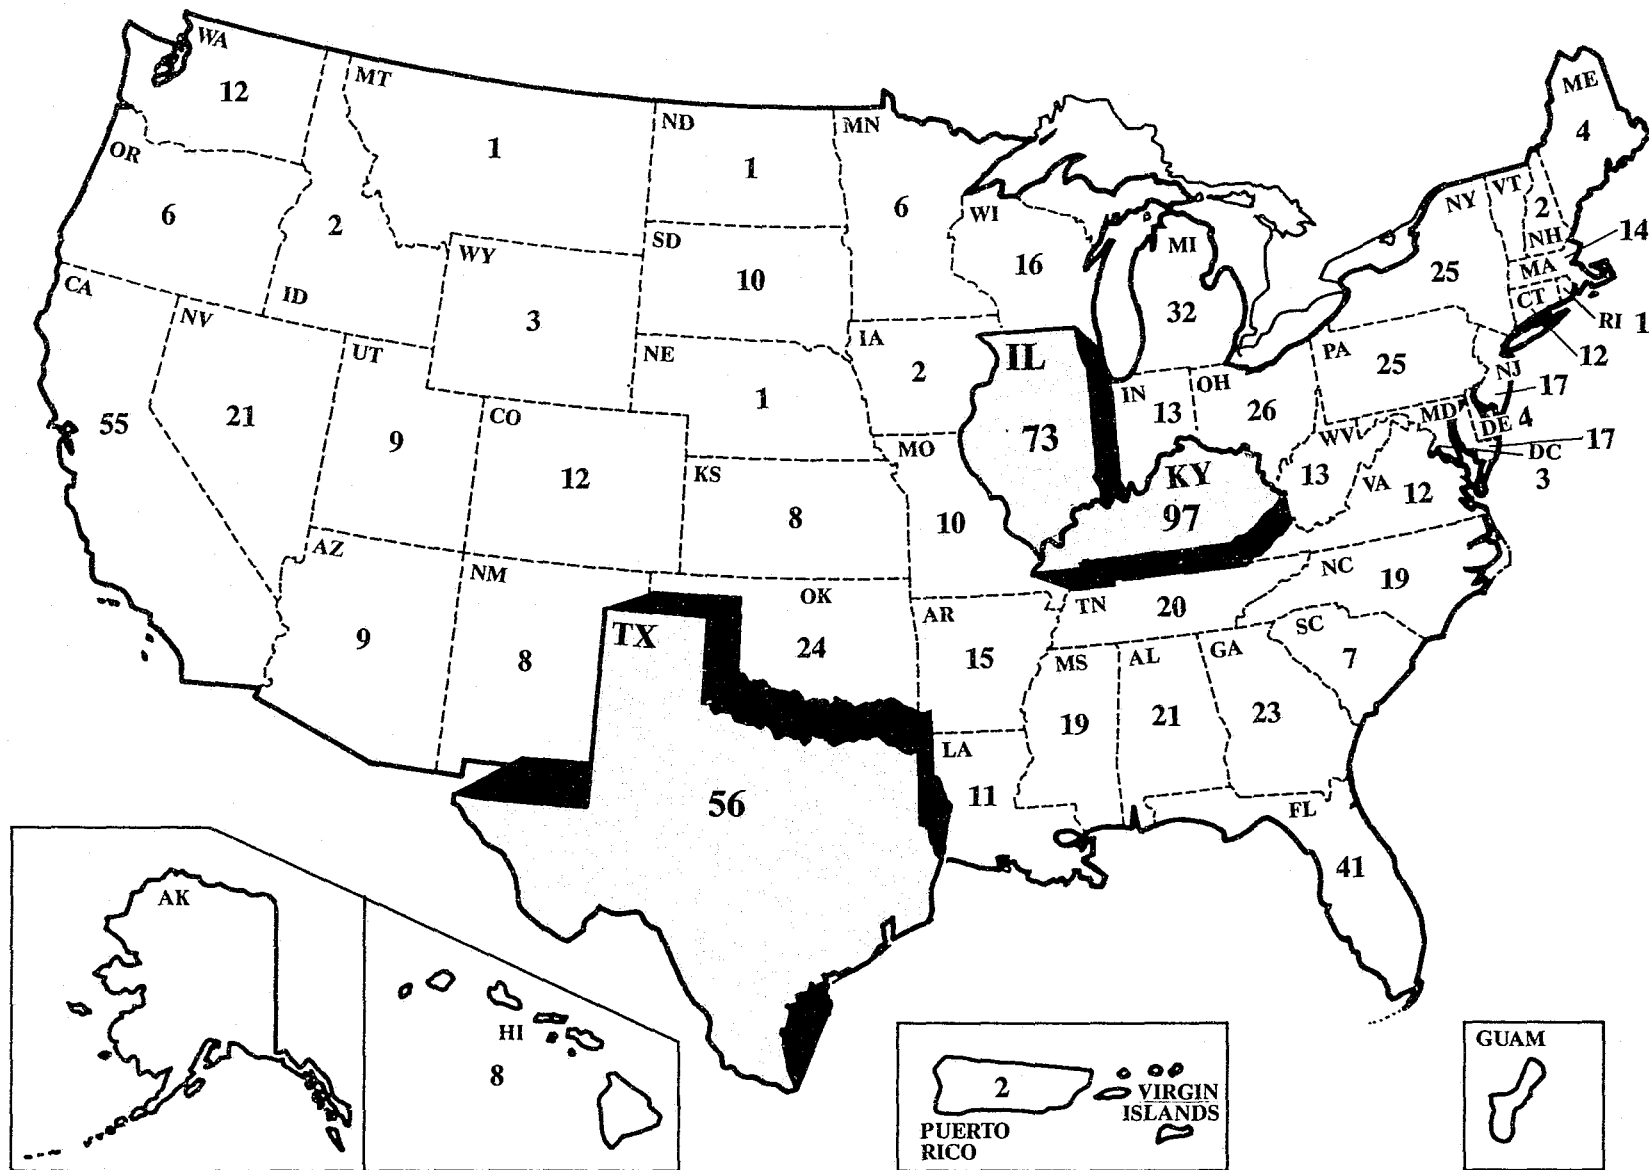 WA
12
MT
1
ND
1
MN
6
OR
6
ID
2
WY
3
SD
10
WI
16
MI
32
ME
4
NY
25
VT
2
NH
14
MA
CT
RI 1
12
CA
55
NV
21
UT
9
CO
12
NE
1
IA
2
IL
73
IN
13
OH
26
PA
25
NJ
17
MD
DE 4
17
DC
3
WV
13
VA
12
KS
8
MO
10
KY
97
AZ
9
NM
8
OK
24
TX
56
AR
15
TN
20
NC
19
SC
7
MS
19
AL
21
GA
23
LA
11
FL
41
AK
HI
8
2
PUERTO
RICO
VIRGIN
ISLANDS
GUAM